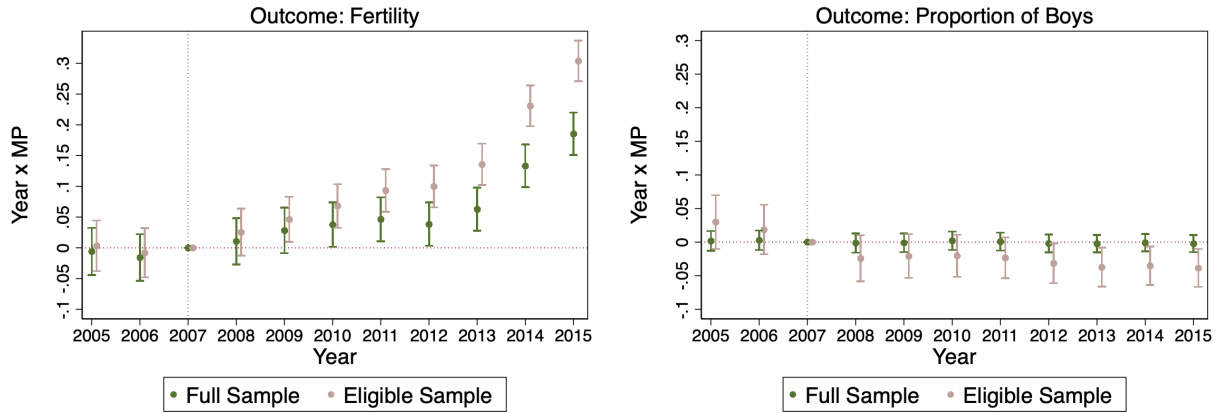 Outcome: Fertility
Year x MP
.3
.25
.2
.15
.1
.05
0
-.05
-.1
2005 2006 2007 2008 2009 2010 2011 2012 2013 2014 2015
Year
Full Sample Eligible Sample
Outcome: Proportion of Boys
Year x MP
.3
.25
.2
.15
.1
.05
0
-.05
-.1
2005 2006 2007 2008 2009 2010 2011 2012 2013 2014 2015
Year
Full Sample Eligible Sample